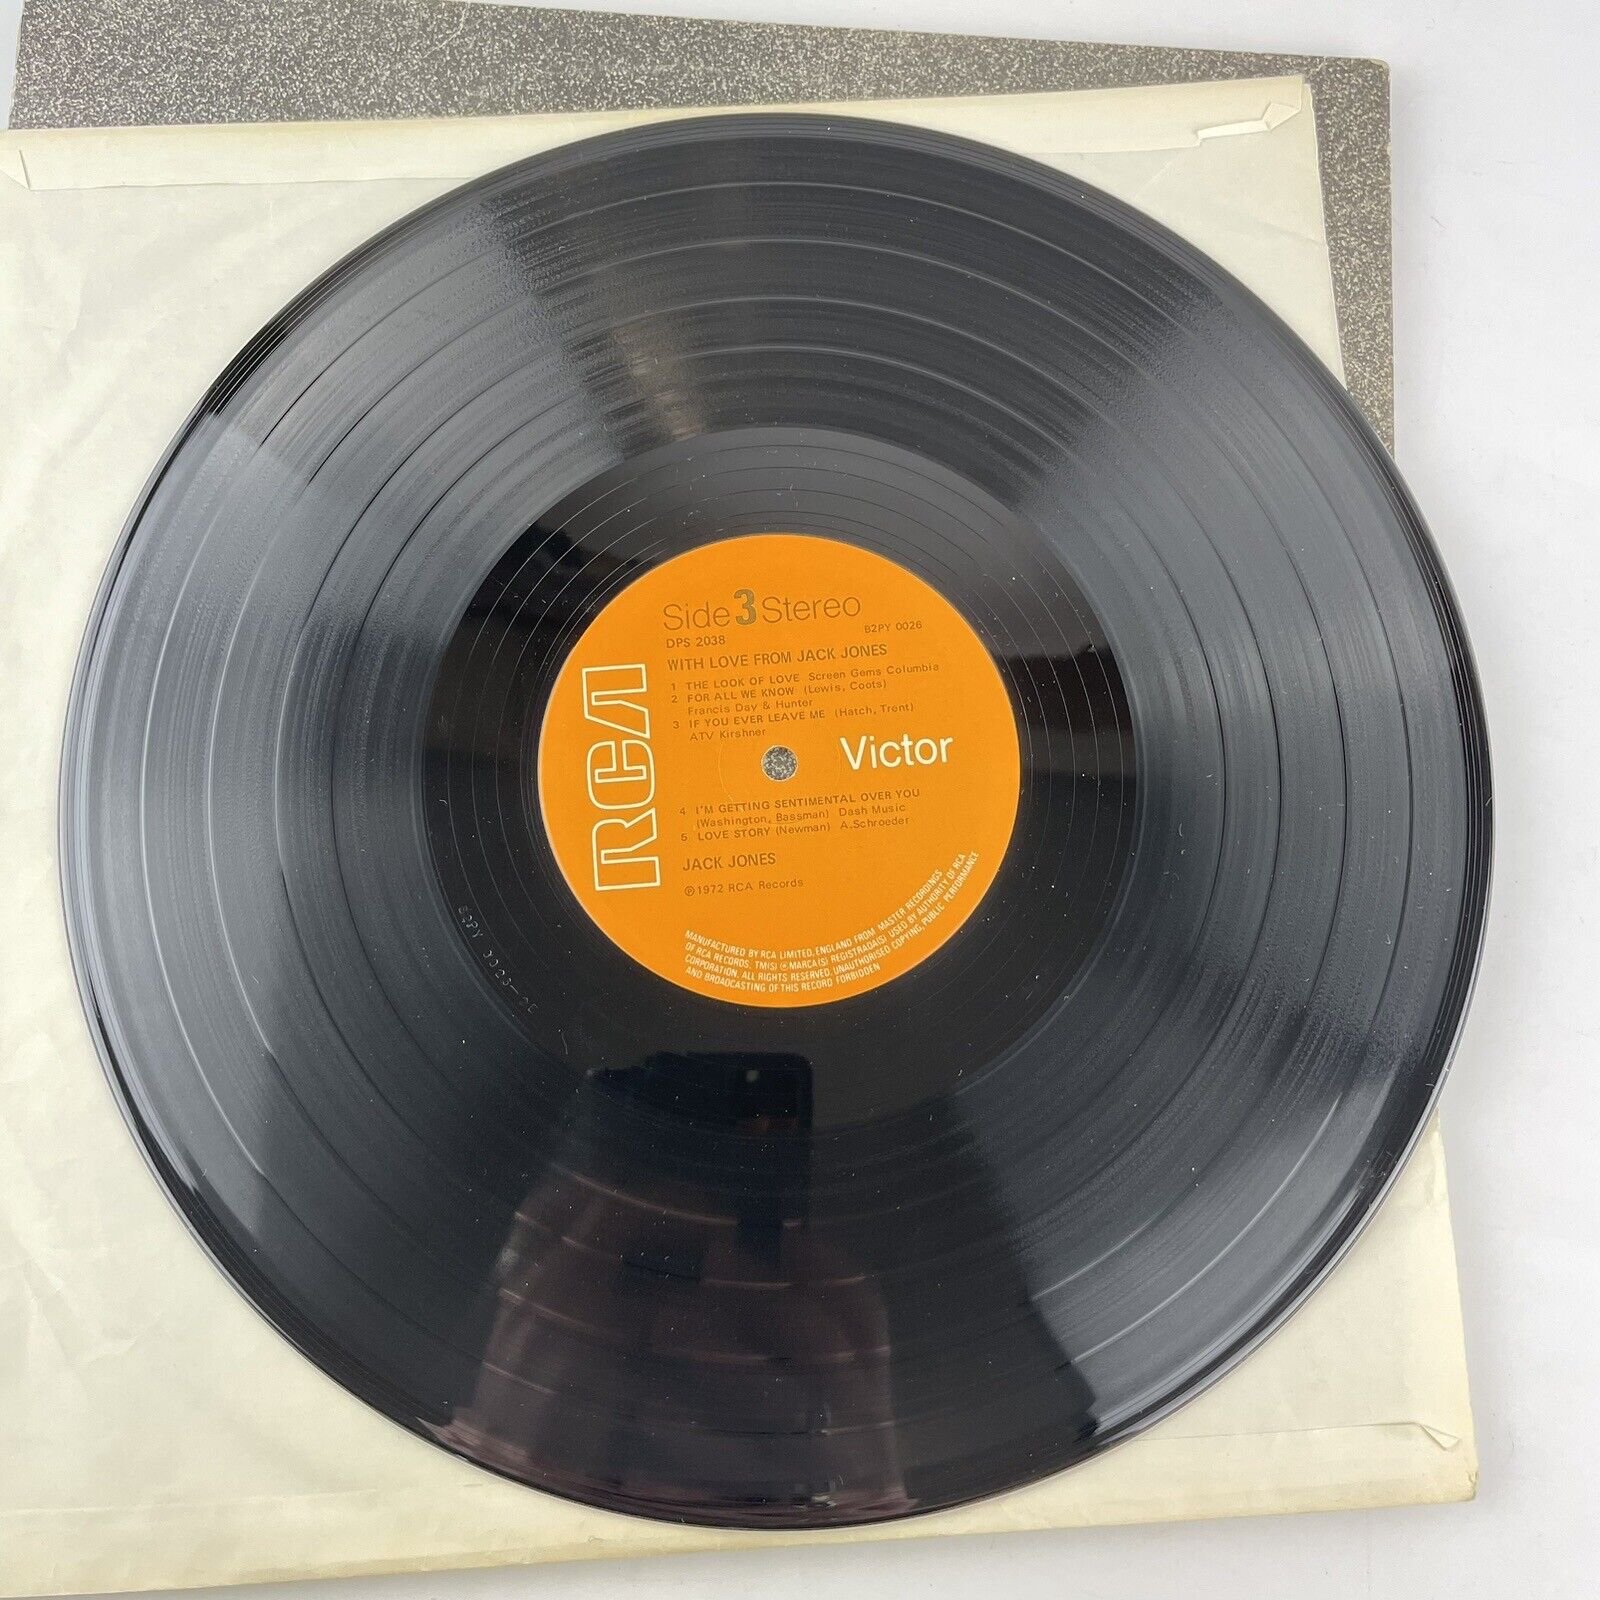 Side 3 Stereo
DPS 2038 B2PY 0026
WITH LOVE FROM JACK JONES
1 THE LOOK OF LOVE Screen Gems Columbia
2 FOR ALL WE KNOW (Lewis, Coots)
Francis Day & Hunter
3 IF YOU EVER LEAVE ME (Hatch, Trent)
ATV Kirshner
RCA
Victor
4 I'M GETTING SENTIMENTAL OVER YOU
(Washington, Bassman) Dash Music
5 LOVE STORY (Newman) A.Schroeder
JACK JONES
℗1972 RCA Records
MANUFACTURED BY RCA LIMITED, ENGLAND FROM MASTER RECORDINGS
OF RCA RECORDS. TM(S) ® MARCA(S) REGISTRADA(S) USED BY AUTHORITY OF RCA
CORPORATION. ALL RIGHTS RESERVED. UNAUTHORISED COPYING, PUBLIC PERFORMANCE
AND BROADCASTING OF THIS RECORD FORBIDDEN